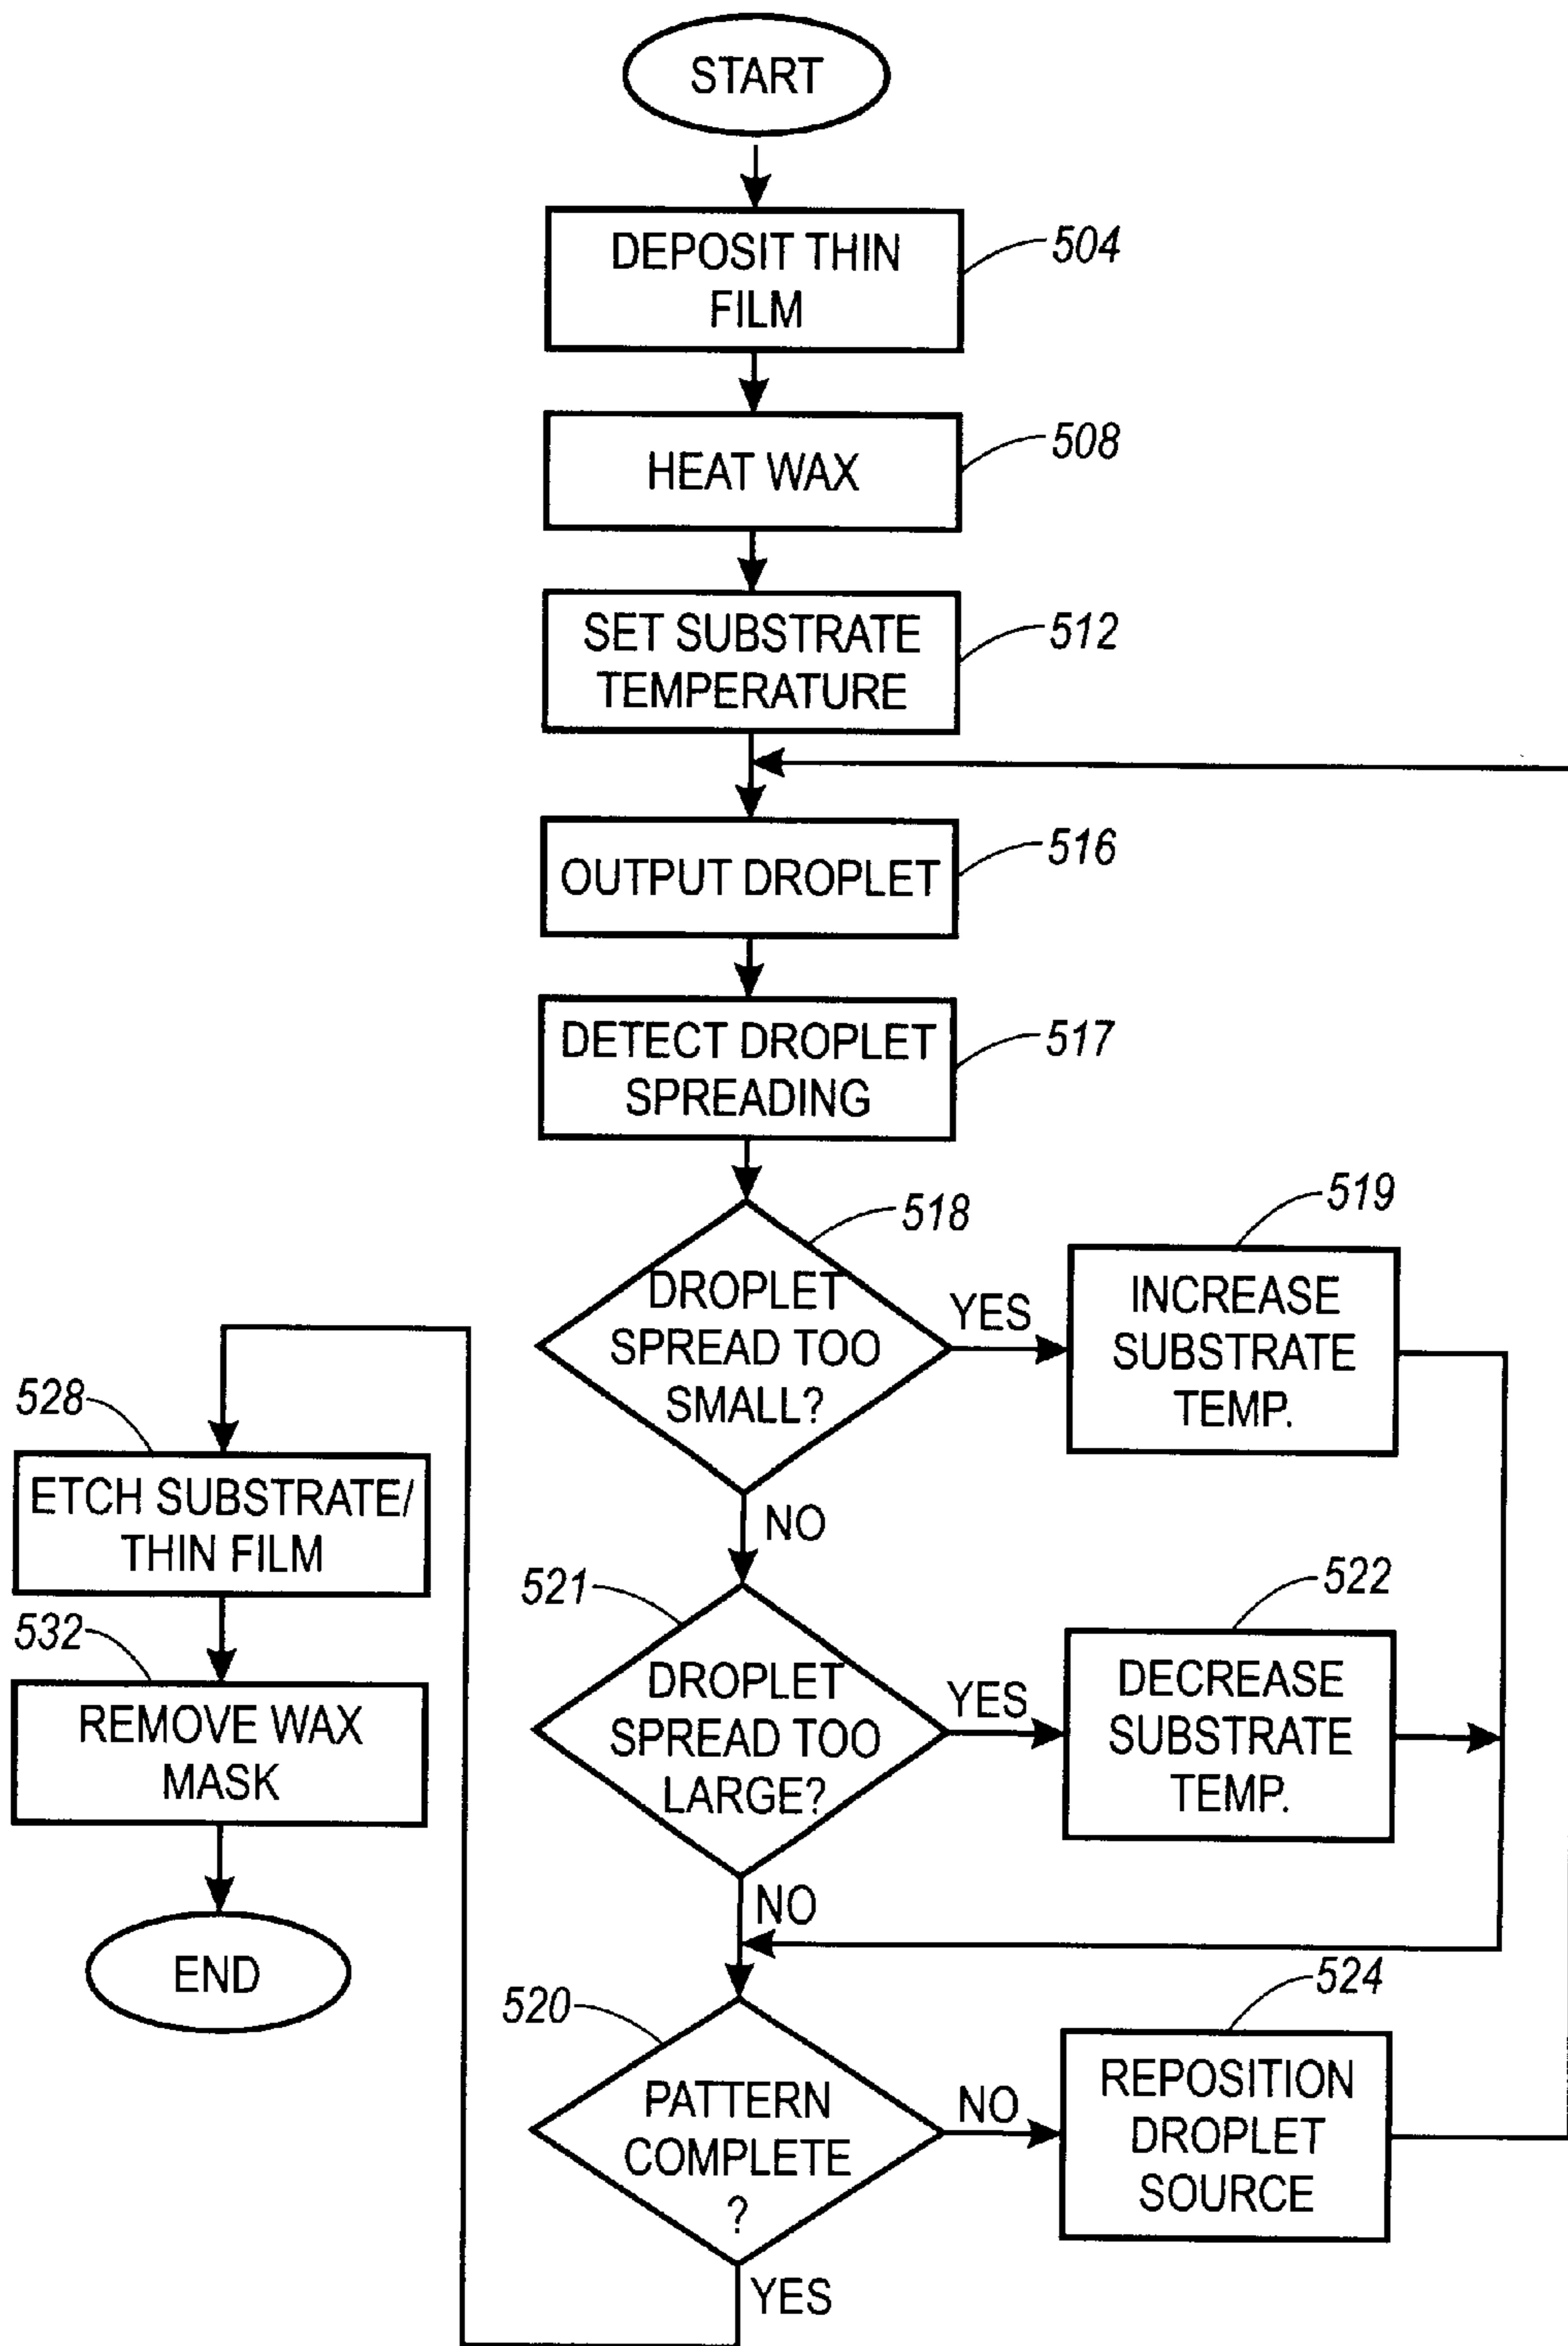 START
DEPOSIT THIN
FILM
504
HEAT WAX
508
SET SUBSTRATE
TEMPERATURE
512
OUTPUT DROPLET
516
DETECT DROPLET
SPREADING
517
DROPLET
SPREAD TOO
SMALL?
518
YES
INCREASE
SUBSTRATE
TEMP.
519
NO
DROPLET
SPREAD TOO
LARGE?
521
YES
DECREASE
SUBSTRATE
TEMP.
522
NO
PATTERN
COMPLETE
?
520
NO
REPOSITION
DROPLET
SOURCE
524
YES
ETCH SUBSTRATE/
THIN FILM
528
REMOVE WAX
MASK
532
END